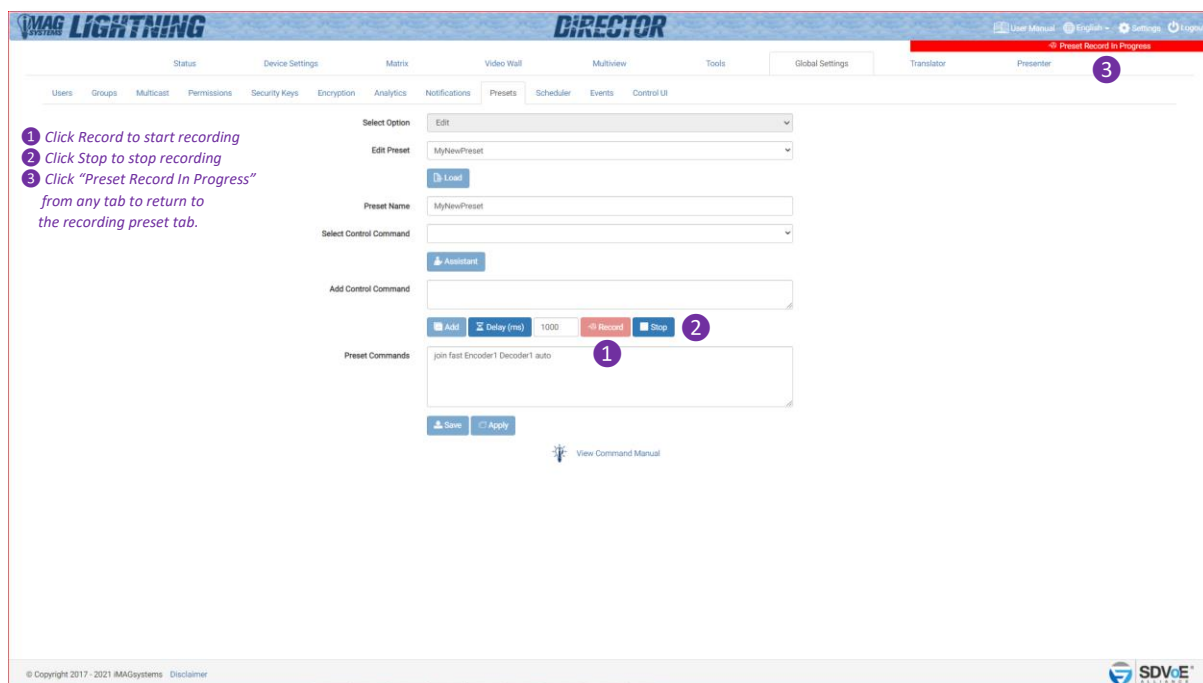 iMAG SYSTEMS LIGHTNING
DiRECTOR
User Manual English Settings Logou
Preset Record In Progress
Status Device Settings Matrix Video Wall Multiview Tools Global Settings Translator Presenter
3
Users Groups Multicast Permissions Security Keys Encryption Analytics Notifications Presets Scheduler Events Control UI
Select Option Edit
1 Click Record to start recording
2 Click Stop to stop recording
3 Click “Preset Record In Progress”
from any tab to return to
the recording preset tab.
Edit Preset MyNewPreset
Load
Preset Name MyNewPreset
Select Control Command
Assistant
Add Control Command
Add Delay (ms) 1000 Record Stop 2
1
Preset Commands join fast Encoder1 Decoder1 auto
Save Apply
View Command Manual
© Copyright 2017 - 2021 iMAGsystems Disclaimer
SDVoE
ALLIANCE